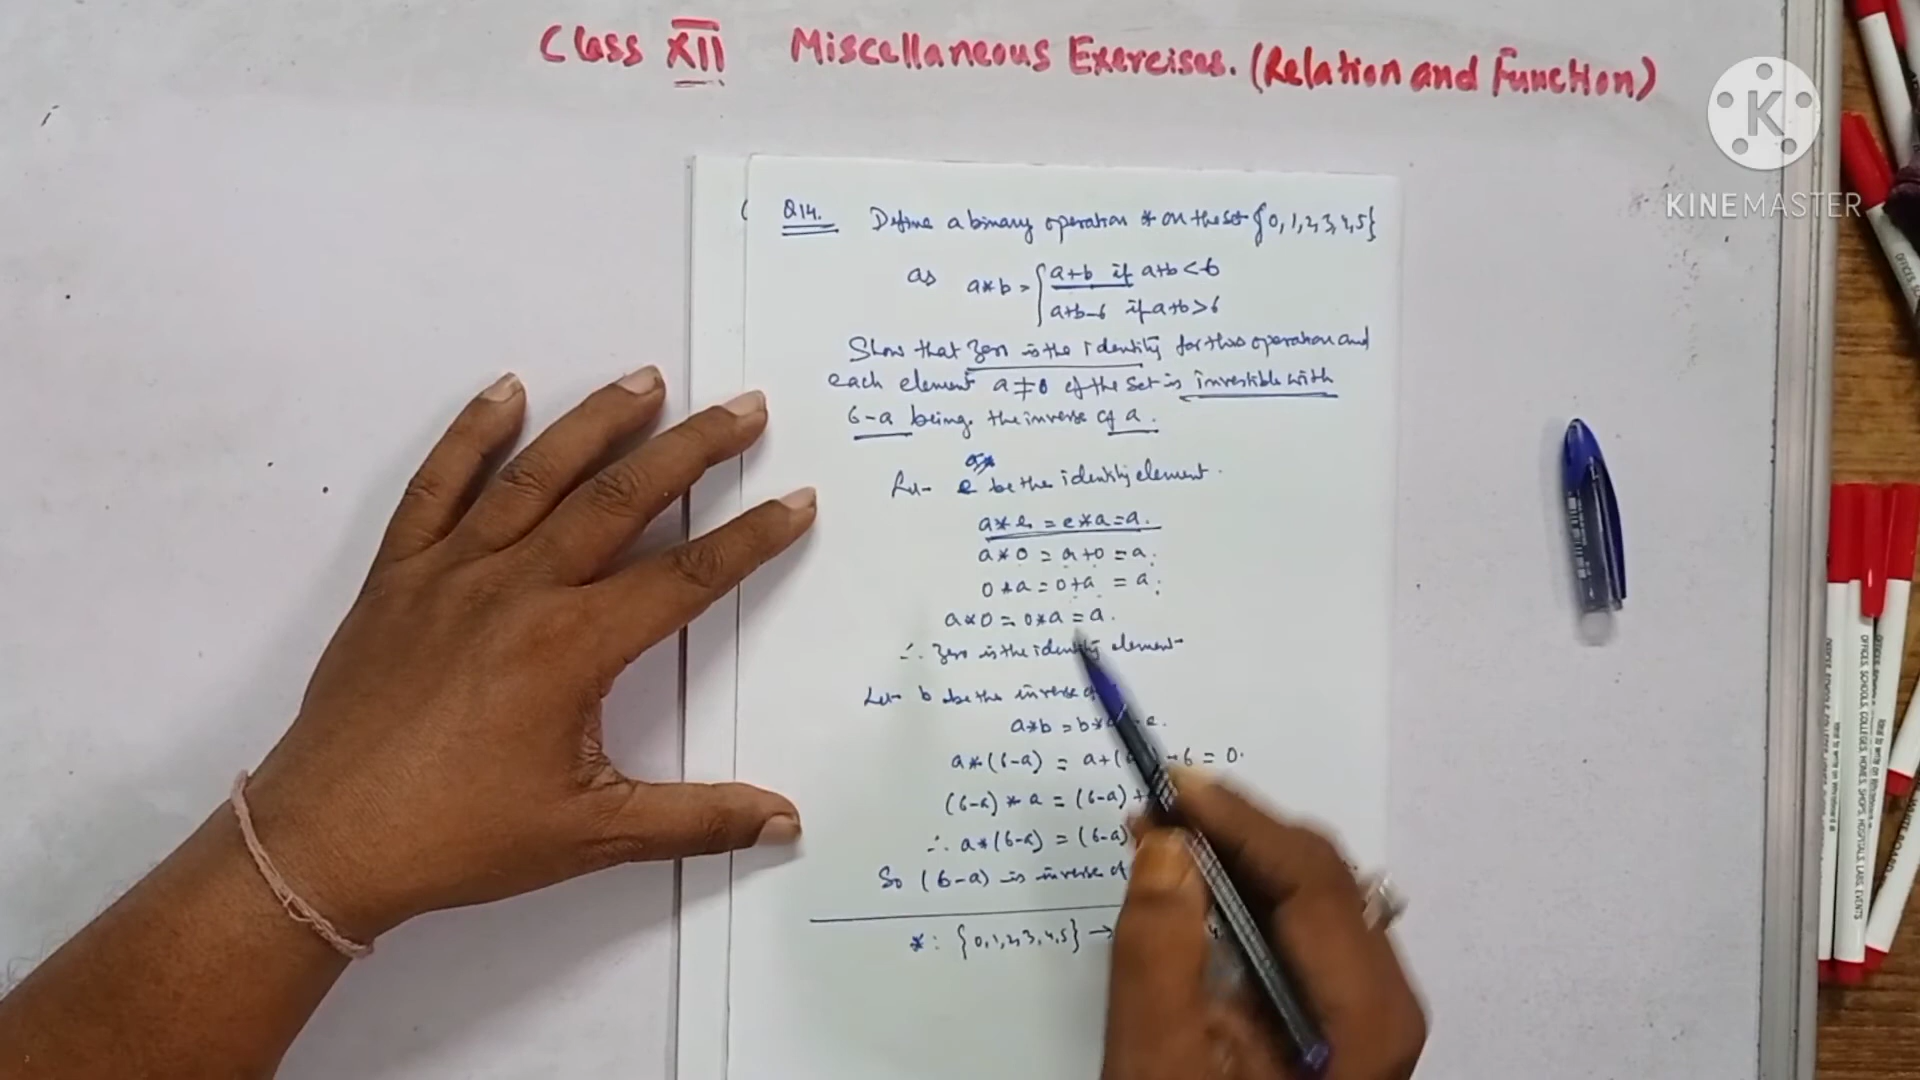 Class XII Miscellaneous Exercises. (Relation and Function)
KINEMASTER
Q14. Define a binary operation * on the set {0, 1, 2, 3, 4, 5}
as a*b = { a+b if a+b < 6
a+b-6 if a+b > 6
Show that Zero is the identity for this operation and
each element a ≠ 0 of the set is invertible with
6-a being the inverse of a.
Let e be the identity element.
a*e = e*a = a.
a*0 = a+0 = a.
0*a = 0+a = a.
a*0 = 0*a = a.
∴ Zero is the identity element
Let b be the inverse of
a*b = b*
a*(6-a) = a+( -6 = 0.
(6-a)*a = (6-a) +
∴ a*(6-a) = (6-a)
So (6-a) is inverse of
*: {0,1,2,3,4,5} →